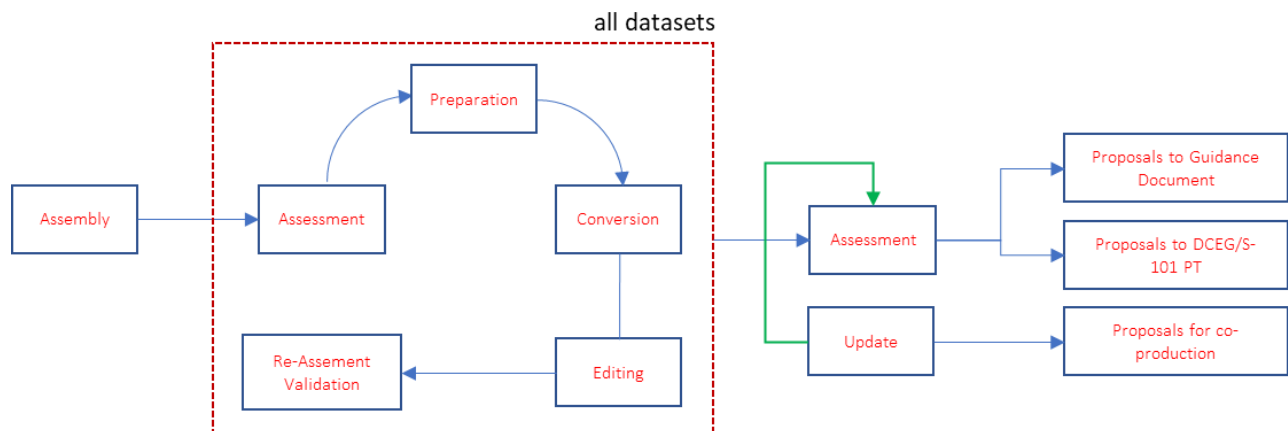 all datasets
Preparation
Assembly
Assessment
Conversion
Re-Assement
Validation
Editing
Assessment
Update
Proposals to Guidance
Document
Proposals to DCEG/S-
101 PT
Proposals for co-
production